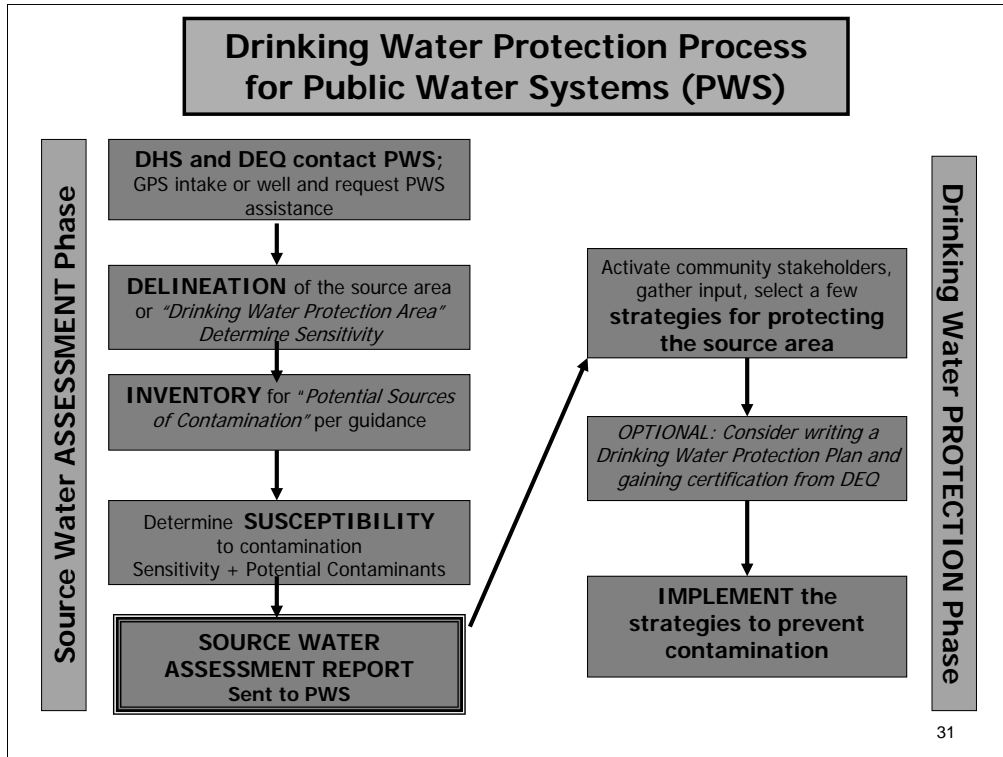 Drinking Water Protection Process
for Public Water Systems (PWS)
Source Water ASSESSMENT Phase
DHS and DEQ contact PWS;
GPS intake or well and request PWS
assistance
DELINEATION of the source area
or “Drinking Water Protection Area”
Determine Sensitivity
INVENTORY for “Potential Sources
of Contamination” per guidance
Determine SUSCEPTIBILITY
to contamination
Sensitivity + Potential Contaminants
SOURCE WATER
ASSESSMENT REPORT
Sent to PWS
Activate community stakeholders,
gather input, select a few
strategies for protecting
the source area
OPTIONAL: Consider writing a
Drinking Water Protection Plan and
gaining certification from DEQ
IMPLEMENT the
strategies to prevent
contamination
Drinking Water PROTECTION Phase
31